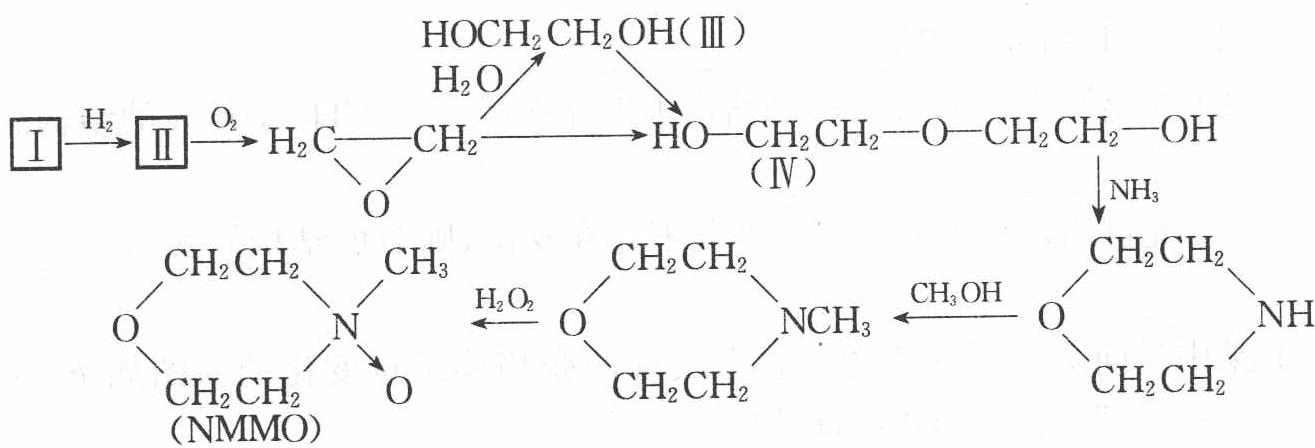 HOCH₂CH₂OH(Ⅲ)
H₂O
Ⅰ H₂ Ⅱ O₂ H₂C CH₂ HO—CH₂CH₂—O—CH₂CH₂—OH
O (Ⅳ)
NH₃
CH₂CH₂ CH₃ CH₂CH₂ CH₂CH₂
O N H₂O₂ O NCH₃ CH₃OH O NH
CH₂CH₂ O CH₂CH₂ CH₂CH₂
(NMMO)